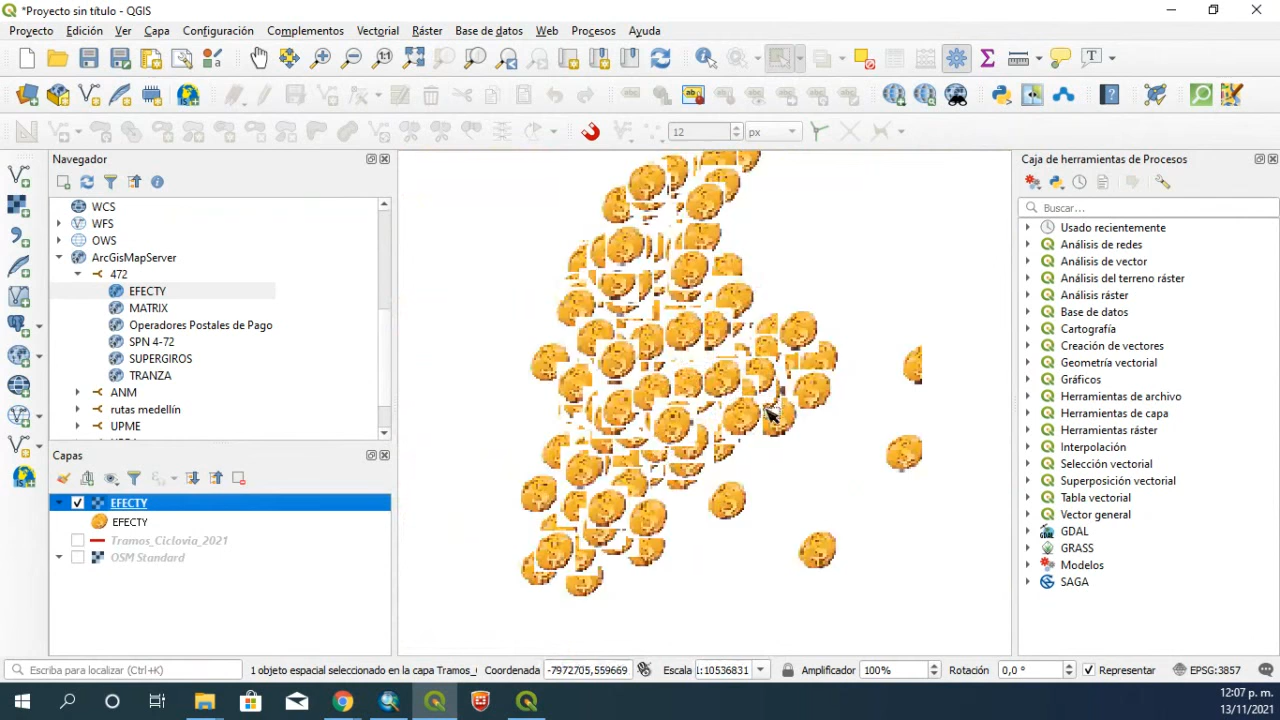 *Proyecto sin título - QGIS
Proyecto Edición Ver Capa Configuración Complementos Vectorial Ráster Base de datos Web Procesos Ayuda
12 px
Navegador
WCS
WFS
OWS
ArcGisMapServer
472
EFECTY
MATRIX
Operadores Postales de Pago
SPN 4-72
SUPERGIROS
TRANZA
ANM
rutas medellín
UPME
Capas
EFECTY
EFECTY
Tramos_Ciclovia_2021
OSM Standard
Caja de herramientas de Procesos
Buscar...
Usado recientemente
Análisis de redes
Análisis de vector
Análisis del terreno ráster
Análisis ráster
Base de datos
Cartografía
Creación de vectores
Geometría vectorial
Gráficos
Herramientas de archivo
Herramientas de capa
Herramientas ráster
Interpolación
Selección vectorial
Superposición vectorial
Tabla vectorial
Vector general
GDAL
GRASS
Modelos
SAGA
Escriba para localizar (Ctrl+K) 1 objeto espacial seleccionado en la capa Tramos_ Coordenada -7972705,559669 Escala 10536831 Amplificador 100% Rotación 0,0 ° Representar EPSG:3857
12:07 p. m.
13/11/2021